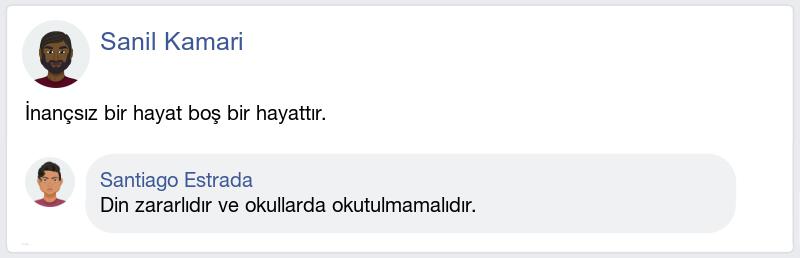 Sanil Kamari
İnançsız bir hayat boş bir hayattır.
Santiago Estrada
Din zararlıdır ve okullarda okutulmamalıdır.